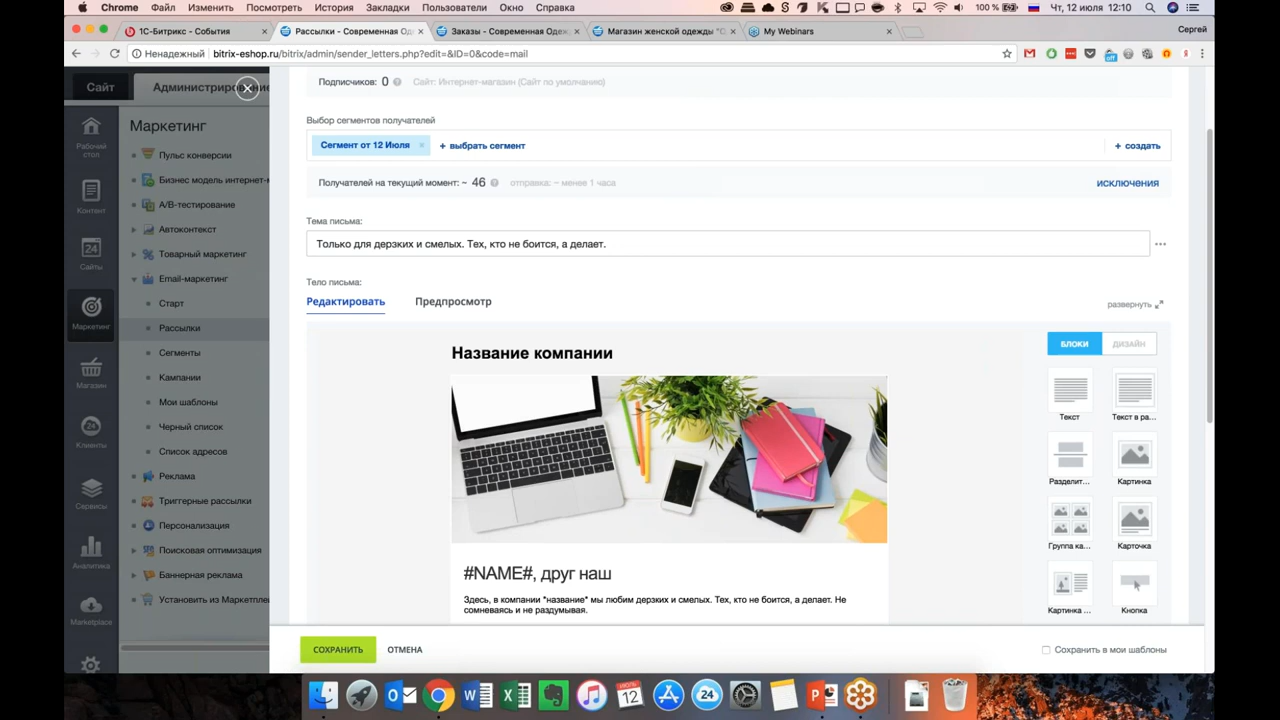 Chrome Файл Изменить Посмотреть История Закладки Пользователи Окно Справка 100 % Чт, 12 июля 12:10
1С-Битрикс - События Рассылки - Современная Од Заказы - Современная Одеж Магазин женской одежды "О My Webinars Сергей
Ненадежный bitrix-eshop.ru/bitrix/admin/sender_letters.php?edit=&ID=0&code=mail
Сайт Администрирование
Маркетинг
Рабочий
стол
Контент
24
Сайты
Маркетинг
Магазин
24
Клиенты
Сервисы
Аналитика
Marketplace
Пульс конверсии
Бизнес модель интернет-м
A/B-тестирование
Автоконтекст
Товарный маркетинг
Email-маркетинг
Старт
Рассылки
Сегменты
Кампании
Мои шаблоны
Черный список
Список адресов
Реклама
Триггерные рассылки
Персонализация
Поисковая оптимизация
Баннерная реклама
Установить из Маркетпле
Подписчиков: 0 ? Сайт: Интернет-магазин (Сайт по умолчанию)
Выбор сегментов получателей
Сегмент от 12 Июля × + выбрать сегмент + создать
Получателей на текущий момент: ~ 46 ? отправка: ~ менее 1 часа ИСКЛЮЧЕНИЯ
Тема письма:
Только для дерзких и смелых. Тех, кто не боится, а делает.
Тело письма:
Редактировать Предпросмотр развернуть
БЛОКИ ДИЗАЙН
Название компании
#NAME#, друг наш
Здесь, в компании "название" мы любим дерзких и смелых. Тех, кто не боится, а делает. Не
сомневаясь и не раздумывая.
Текст Текст в ра...
Разделит... Картинка
Группа ка... Карточка
Картинка ... Кнопка
СОХРАНИТЬ ОТМЕНА Сохранить в мои шаблоны
12 24